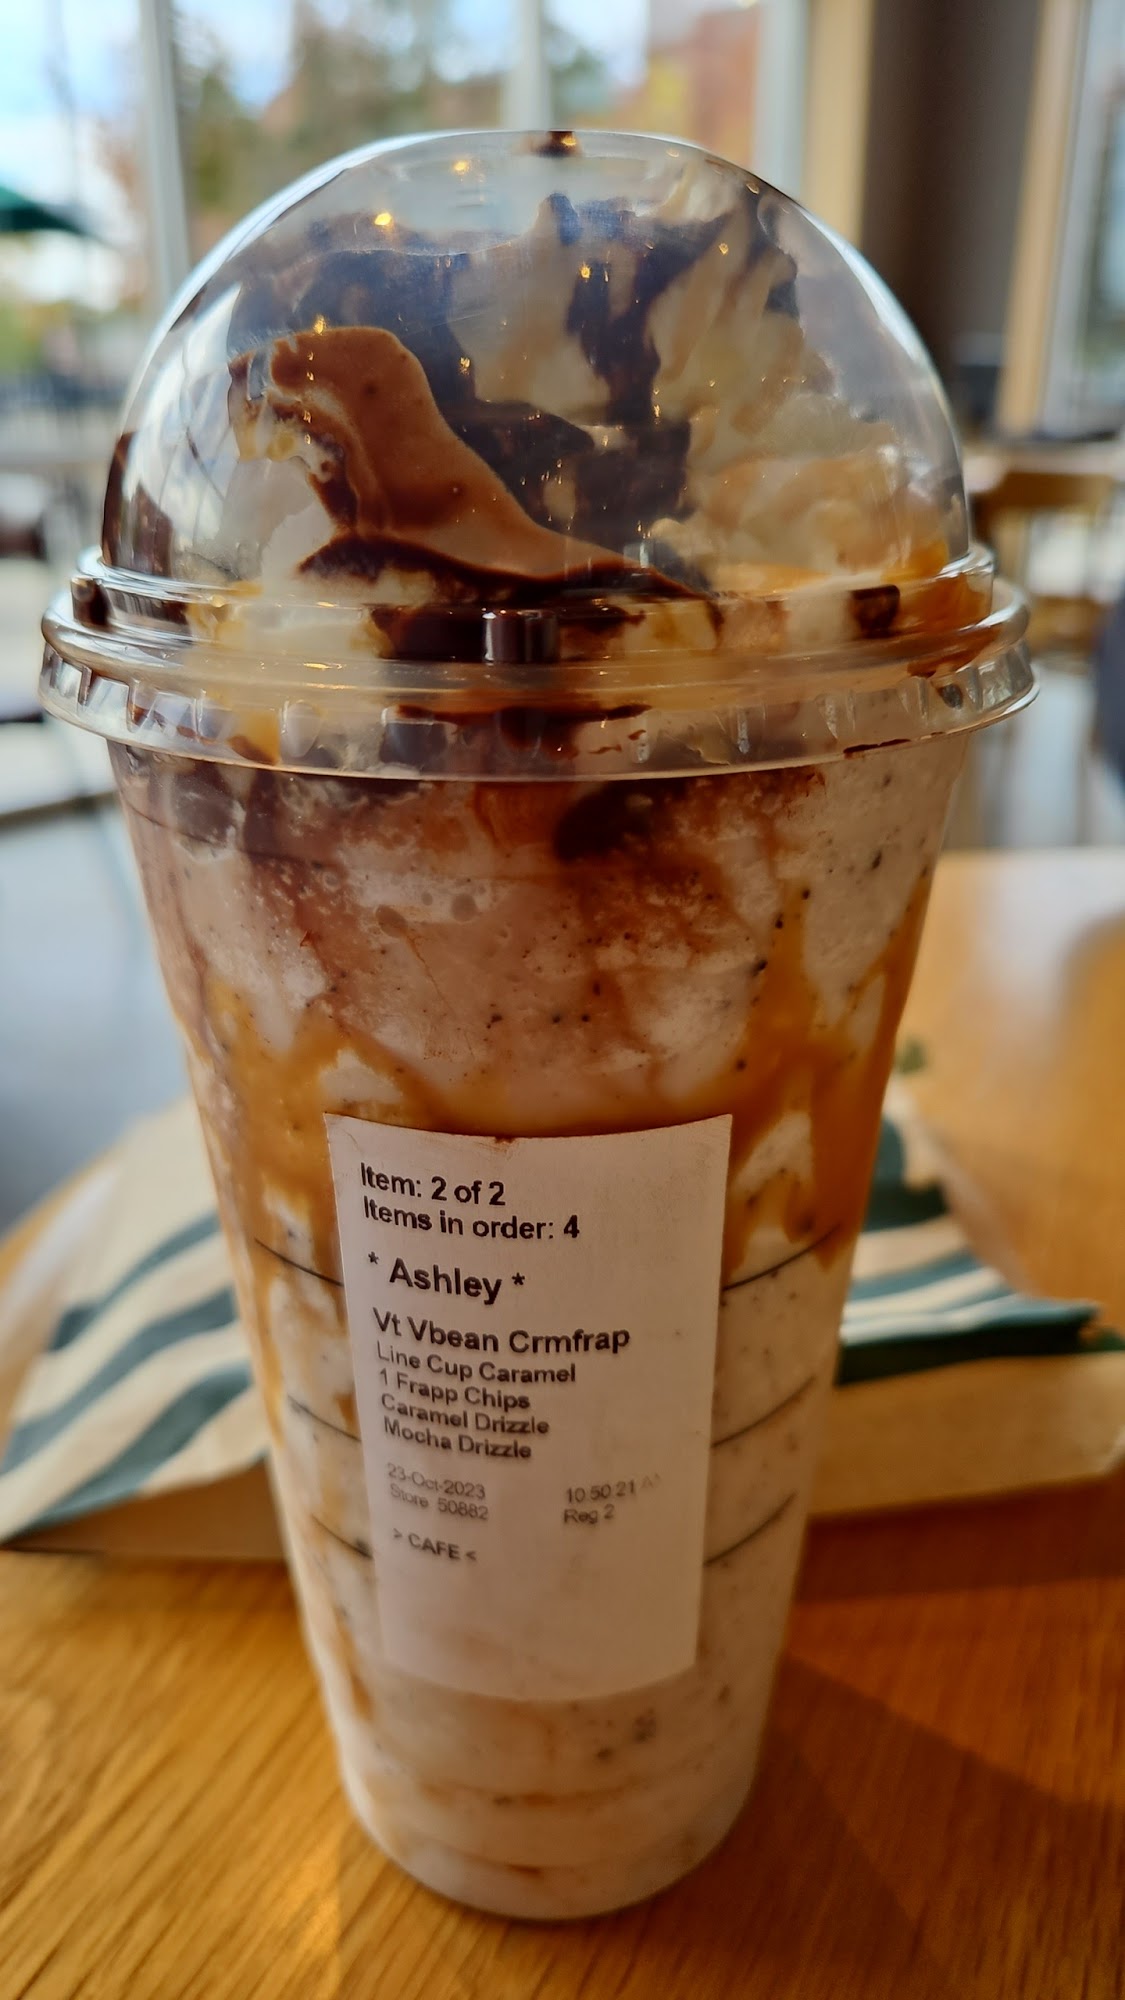 Item: 2 of 2
Items in order: 4
* Ashley *
Vt Vbean Crmfrap
Line Cup Caramel
1 Frapp Chips
Caramel Drizzle
Mocha Drizzle
23-Oct-2023 10:50:21 AM
Store 50882 Reg 2
> CAFE <